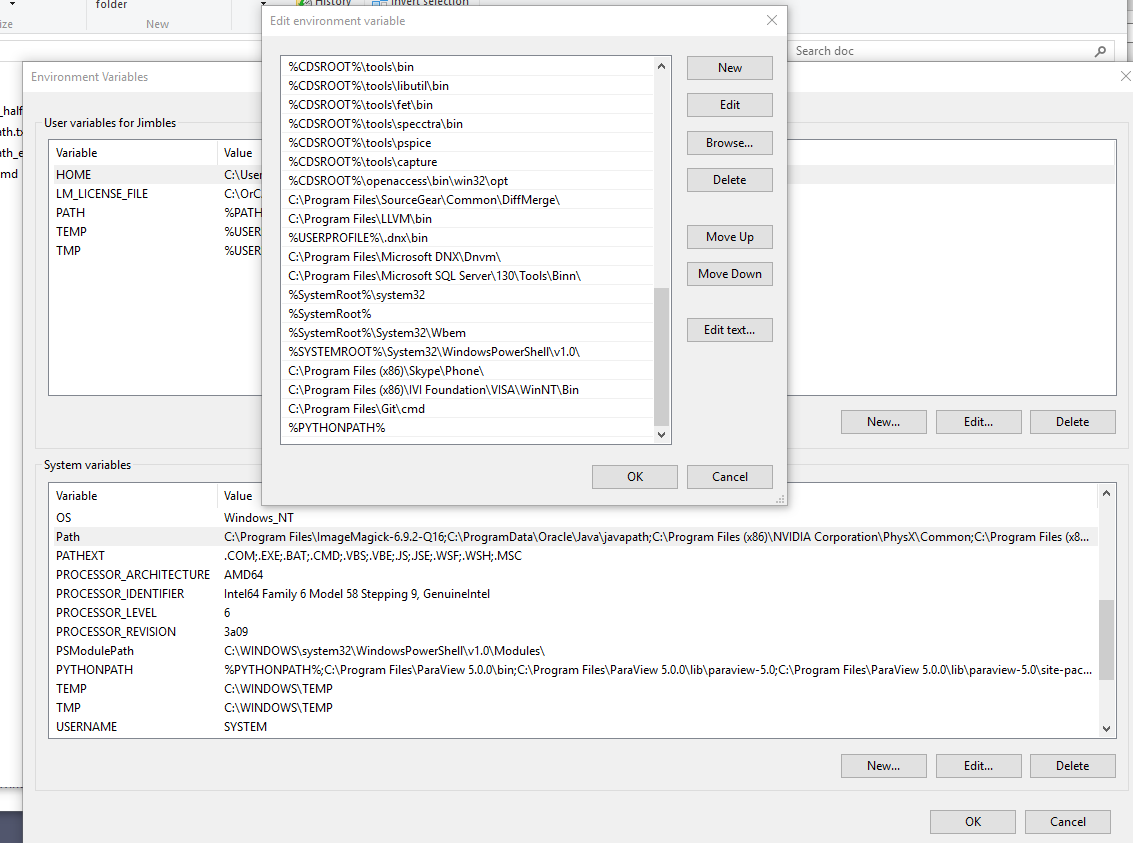 folder
History
Invert selection
ize
New
Edit environment variable
Search doc
Environment Variables
%CDSROOT%\tools\bin
New
%CDSROOT%\tools\libutil\bin
%CDSROOT%\tools\fet\bin
Edit
%CDSROOT%\tools\specctra\bin
%CDSROOT%\tools\pspice
Browse...
%CDSROOT%\tools\capture
%CDSROOT%\openaccess\bin\win32\opt
Delete
C:\Program Files\SourceGear\Common\DiffMerge\
C:\Program Files\LLVM\bin
%USERPROFILE%\.dnx\bin
Move Up
C:\Program Files\Microsoft DNX\Dnvm\
C:\Program Files\Microsoft SQL Server\130\Tools\Binn\
Move Down
%SystemRoot%\system32
%SystemRoot%
%SystemRoot%\System32\Wbem
Edit text...
%SYSTEMROOT%\System32\WindowsPowerShell\v1.0\
C:\Program Files (x86)\Skype\Phone\
C:\Program Files (x86)\IVI Foundation\VISA\WinNT\Bin
C:\Program Files\Git\cmd
%PYTHONPATH%
OK Cancel
_half
th.tx
th_e
md
User variables for Jimbles
Variable Value
HOME C:\User
LM_LICENSE_FILE C:\OrC
PATH %PATH
TEMP %USER
TMP %USER
New... Edit... Delete
System variables
Variable Value
OS Windows_NT
Path C:\Program Files\ImageMagick-6.9.2-Q16;C:\ProgramData\Oracle\Java\javapath;C:\Program Files (x86)\NVIDIA Corporation\PhysX\Common;C:\Program Files (x8...
PATHEXT .COM;.EXE;.BAT;.CMD;.VBS;.VBE;.JS;.JSE;.WSF;.WSH;.MSC
PROCESSOR_ARCHITECTURE AMD64
PROCESSOR_IDENTIFIER Intel64 Family 6 Model 58 Stepping 9, GenuineIntel
PROCESSOR_LEVEL 6
PROCESSOR_REVISION 3a09
PSModulePath C:\WINDOWS\system32\WindowsPowerShell\v1.0\Modules\
PYTHONPATH %PYTHONPATH%;C:\Program Files\ParaView 5.0.0\bin;C:\Program Files\ParaView 5.0.0\lib\paraview-5.0;C:\Program Files\ParaView 5.0.0\lib\paraview-5.0\site-pac...
TEMP C:\WINDOWS\TEMP
TMP C:\WINDOWS\TEMP
USERNAME SYSTEM
New... Edit... Delete
OK Cancel